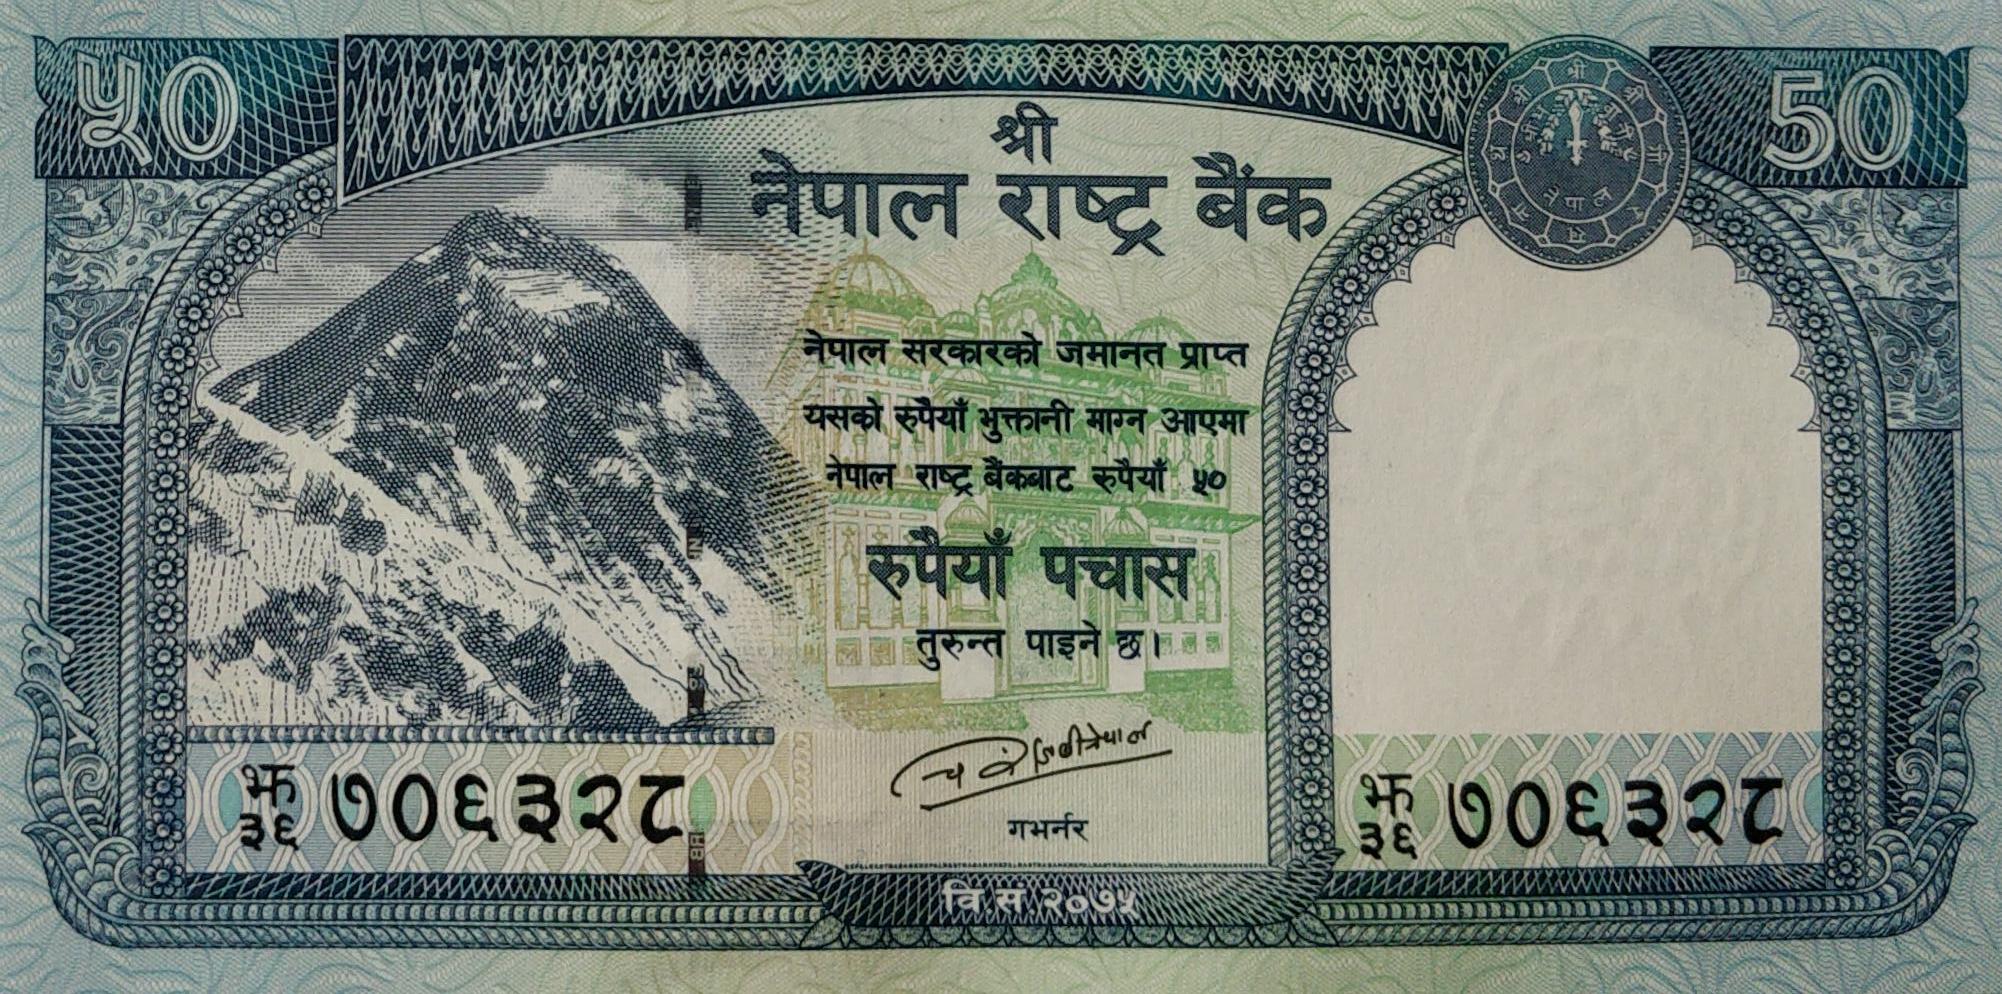 ५० 50
श्री
नेपाल राष्ट्र बैंक
नेपाल सरकारको जमानत प्राप्त
यसको रुपैयाँ भुक्तानी माग्न आएमा
नेपाल राष्ट्र बैंकबाट रुपैयाँ ५०
रुपैयाँ पचास
तुरुन्त पाइने छ।
गभर्नर
झ ३६ ७०६३२८
झ ३६ ७०६३२८
वि.सं.२०७५